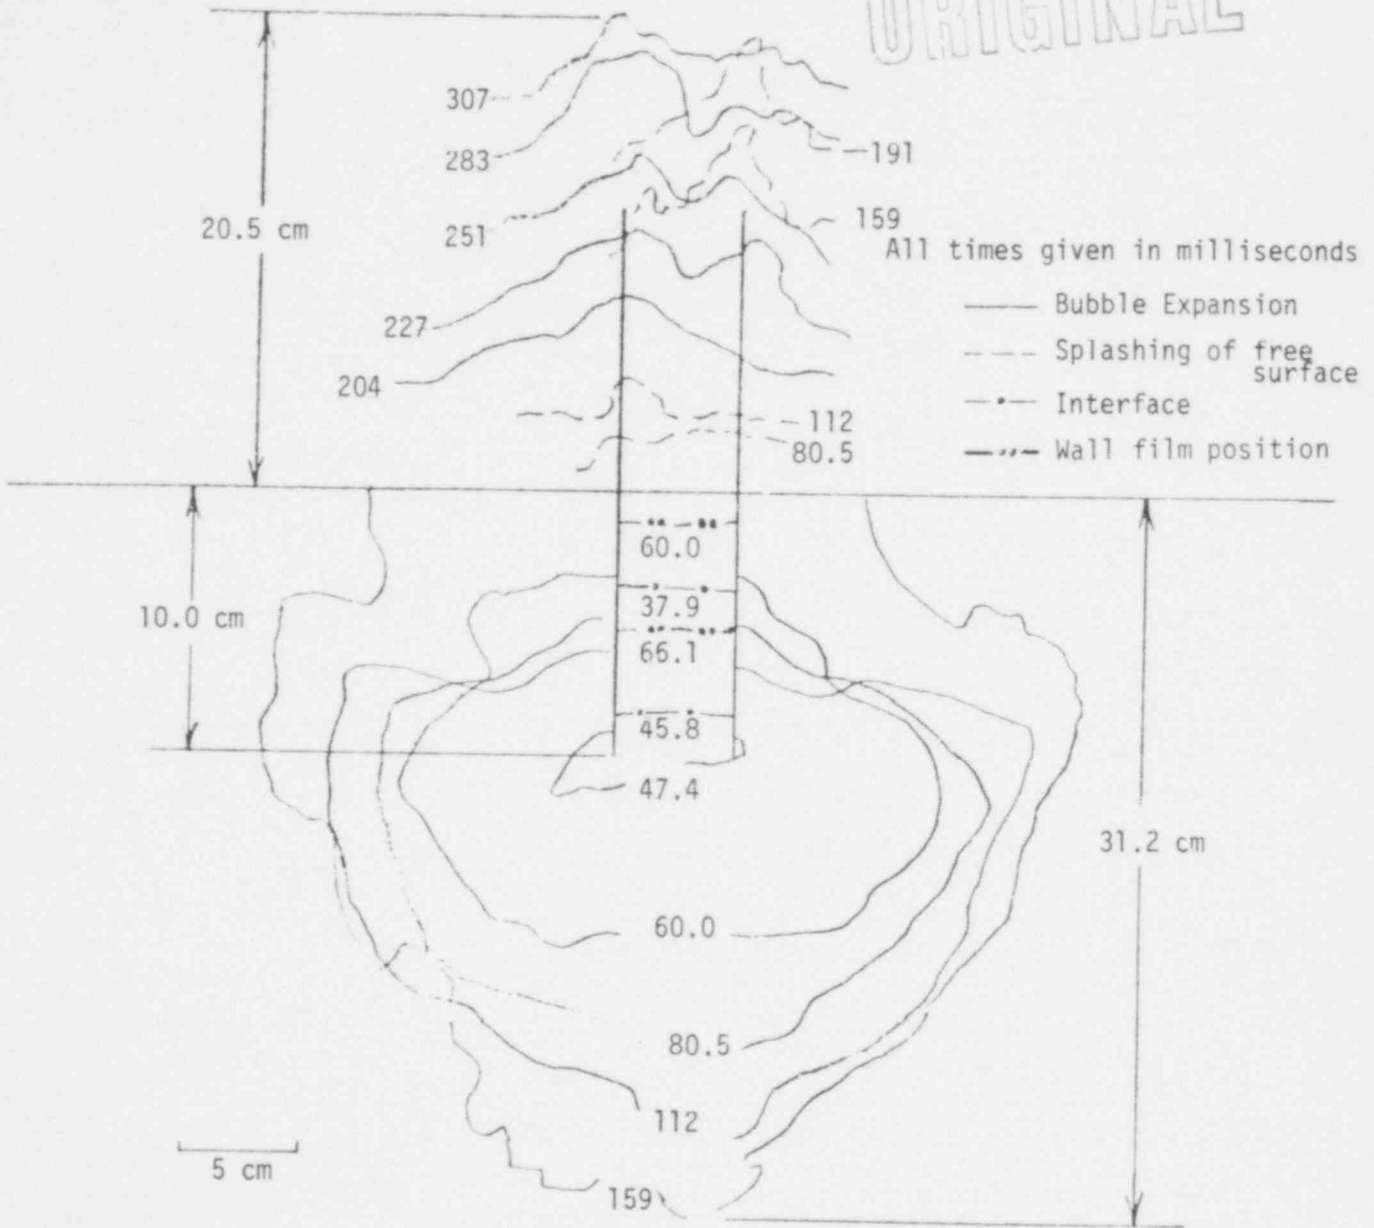 ORIGINAL
307
283
191
20.5 cm
251
159
All times given in milliseconds
Bubble Expansion
227
Splashing of free surface
204
Interface
112
80.5
Wall film position
60.0
37.9
10.0 cm
66.1
45.8
47.4
31.2 cm
60.0
80.5
112
5 cm
159